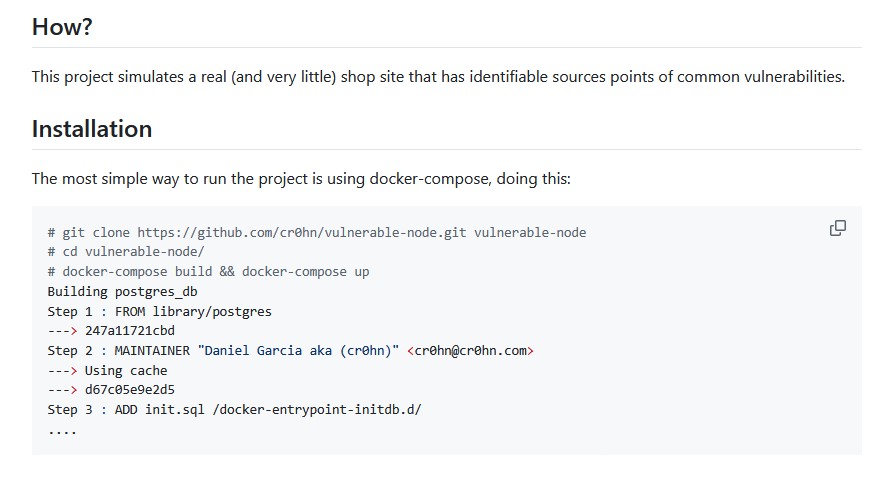 How?
This project simulates a real (and very little) shop site that has identifiable sources points of common vulnerabilities.
Installation
The most simple way to run the project is using docker-compose, doing this:
# git clone https://github.com/cr0hn/vulnerable-node.git vulnerable-node
# cd vulnerable-node/
# docker-compose build && docker-compose up
Building postgres_db
Step 1 : FROM library/postgres
---> 247a11721cbd
Step 2 : MAINTAINER "Daniel Garcia aka (cr0hn)" <cr0hn@cr0hn.com>
---> Using cache
---> d67c05e9e2d5
Step 3 : ADD init.sql /docker-entrypoint-initdb.d/
....